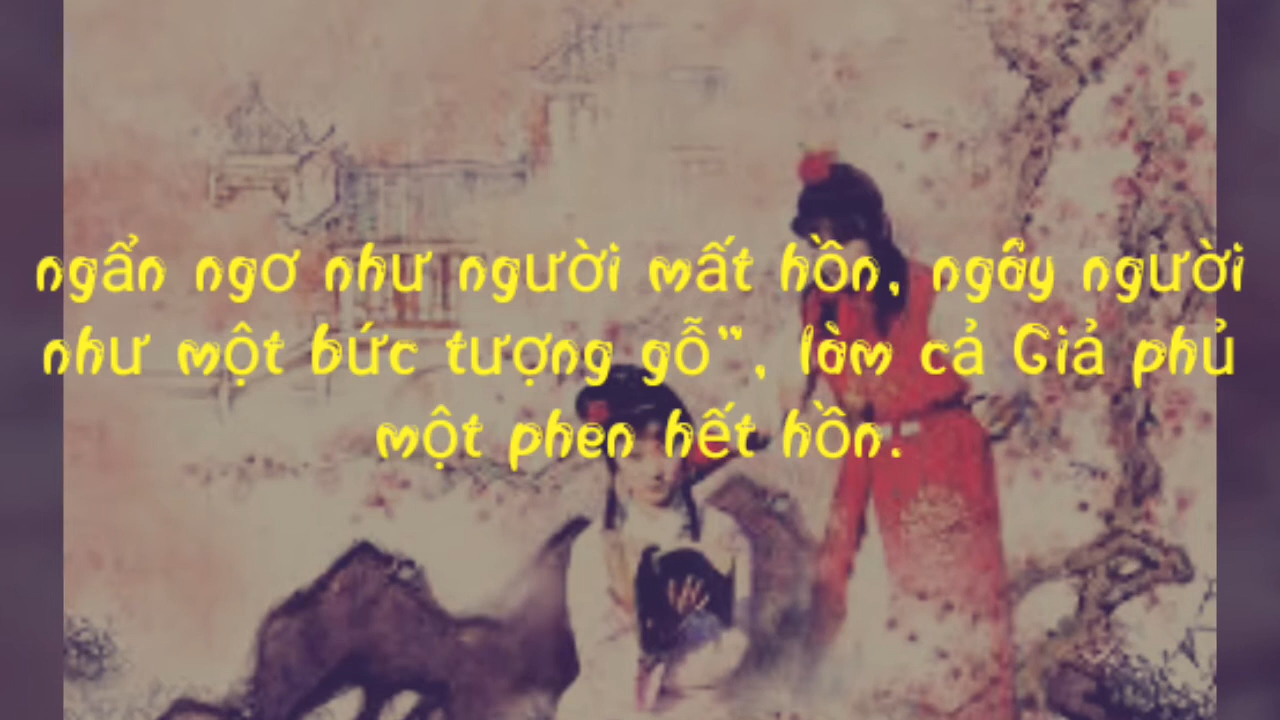 ngẩn ngơ như người mất hồn, ngây người
như một bức tượng gỗ", làm cả Giả phủ
một phen hết hồn.